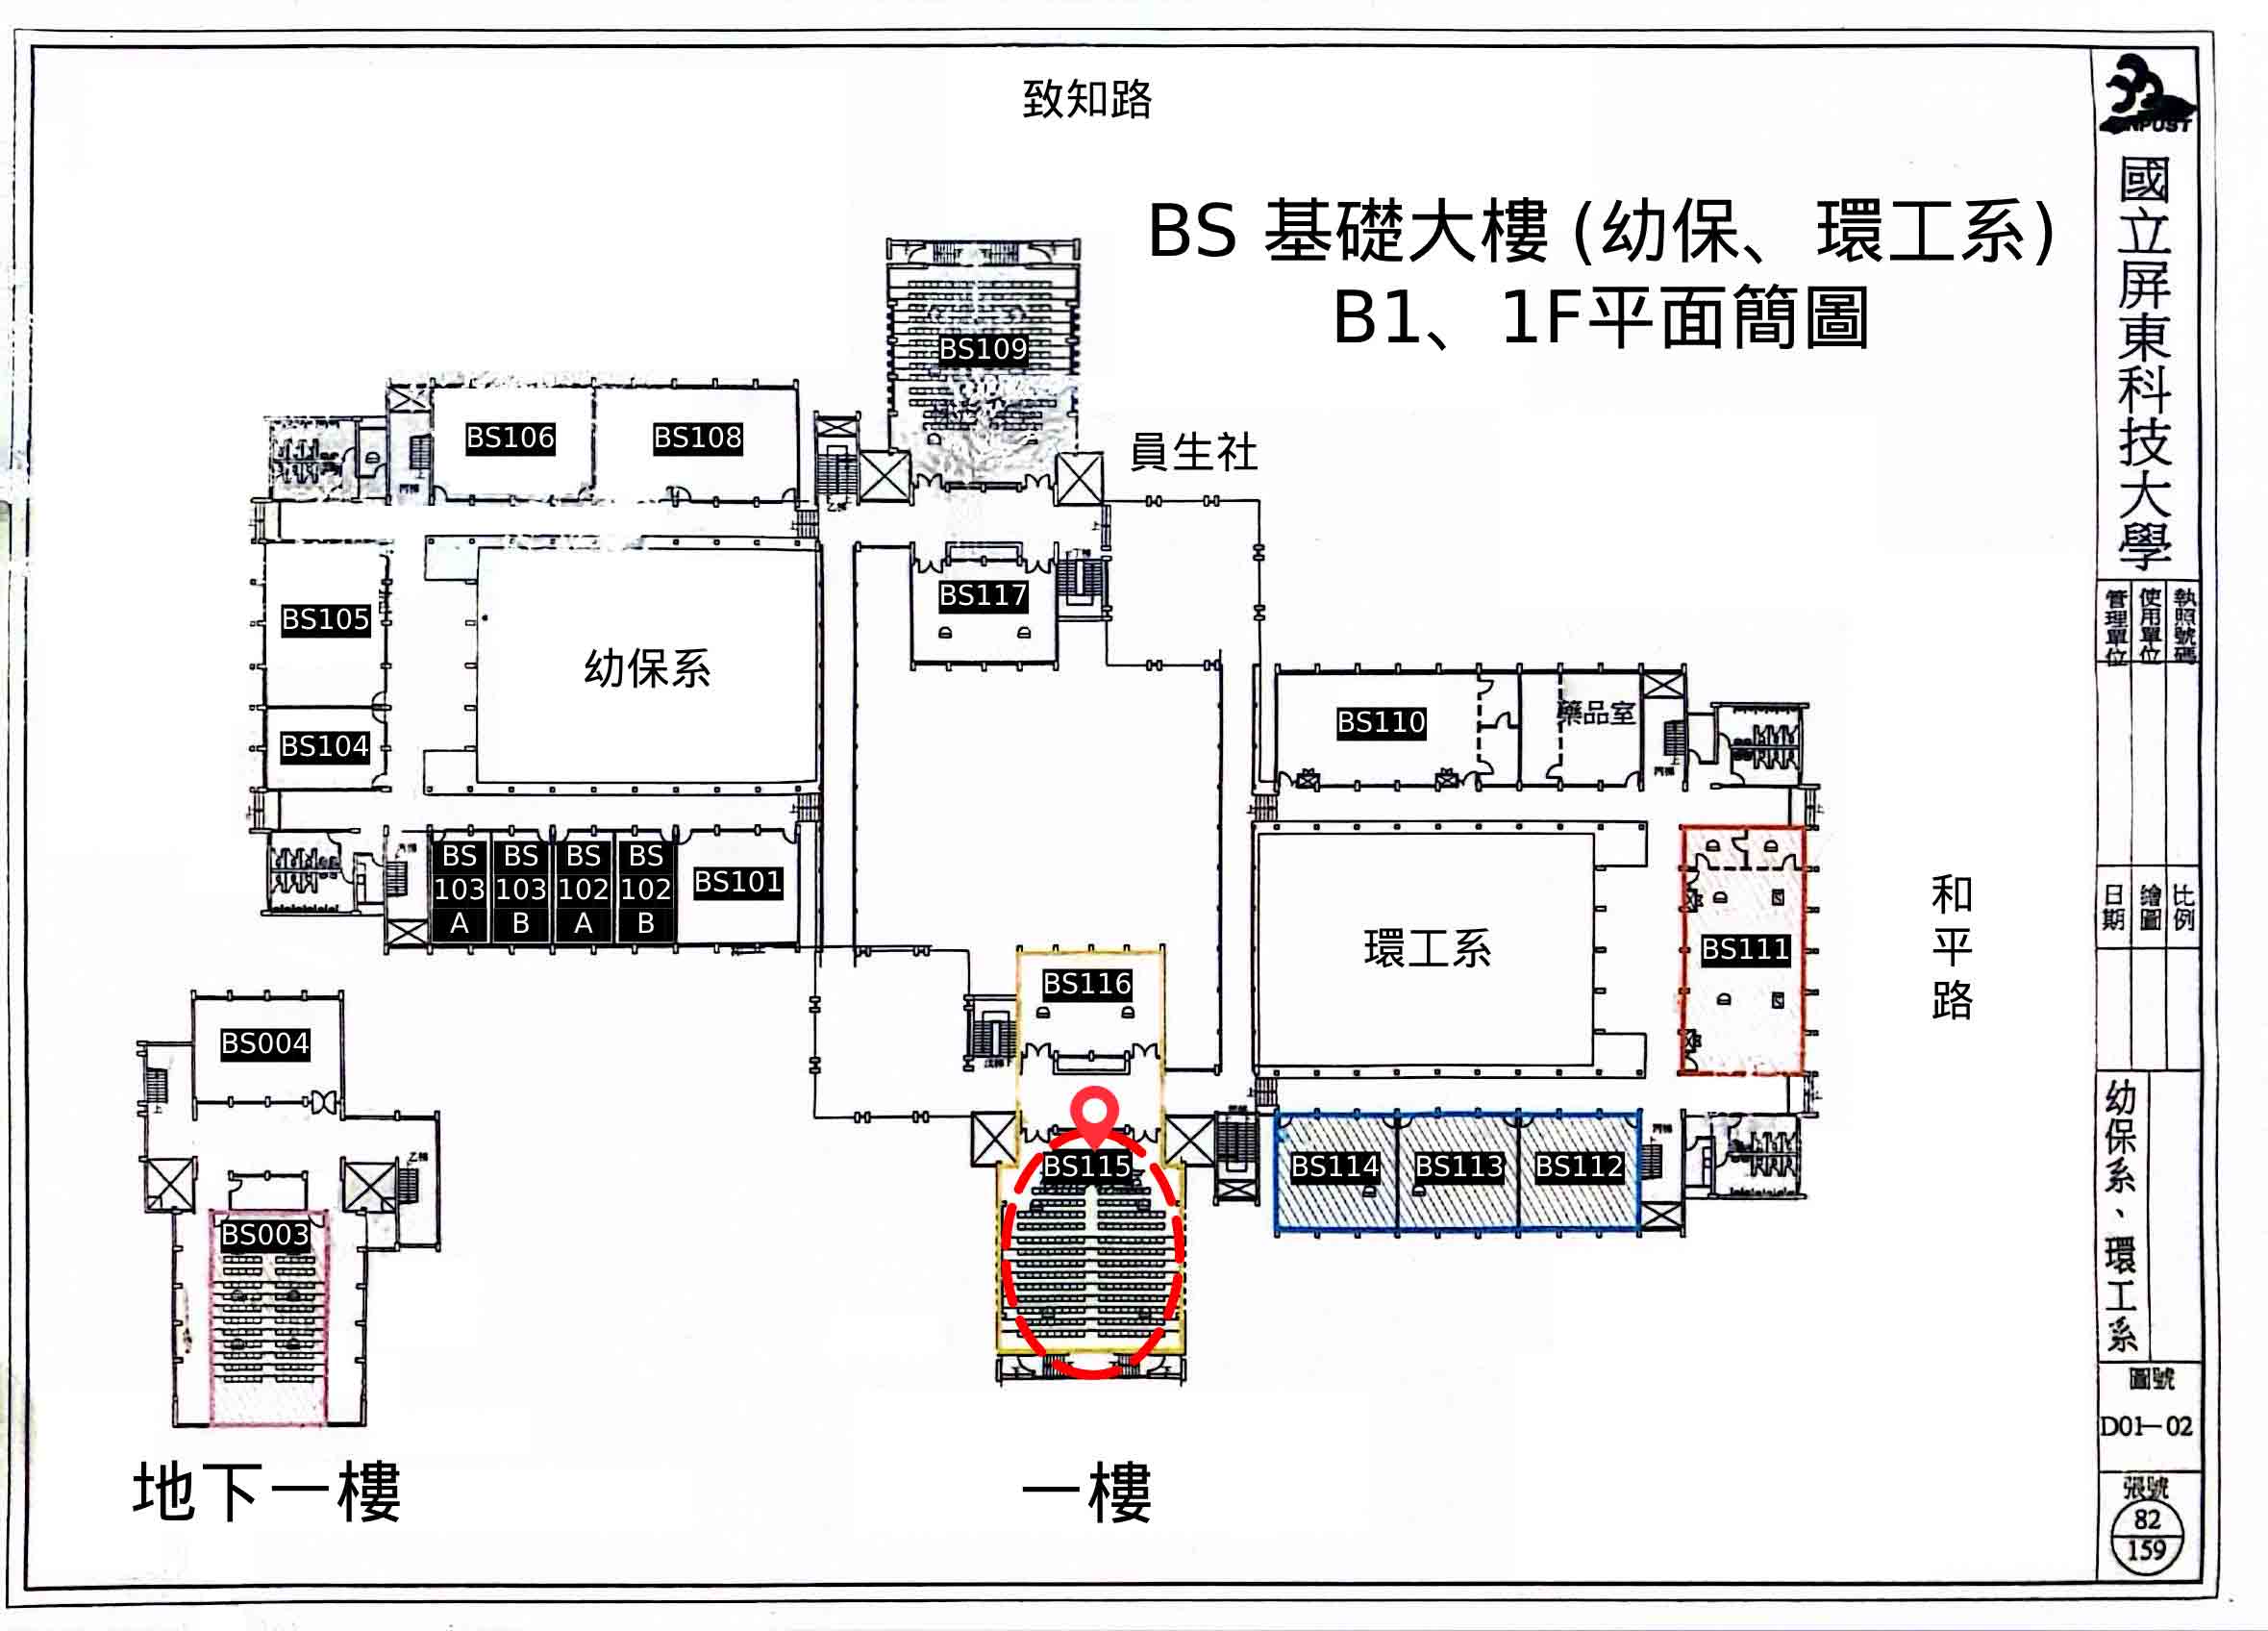 致知路
BS 基礎大樓 (幼保、環工系)
B1、1F平面簡圖
BS109
BS106
BS108
員生社
BS117
BS105
幼保系
BS104
BS110
藥品室
BS
103
A
BS
103
B
BS
102
A
BS
102
B
BS101
環工系
BS111
和平路
BS116
BS004
BS115
BS114
BS113
BS112
BS003
地下一樓
一樓
NPUST
國立屏東科技大學
管理單位
使用單位
執照號碼
日期
繪圖
比例
幼保系、環工系
圖號
D01—02
張號
82
159